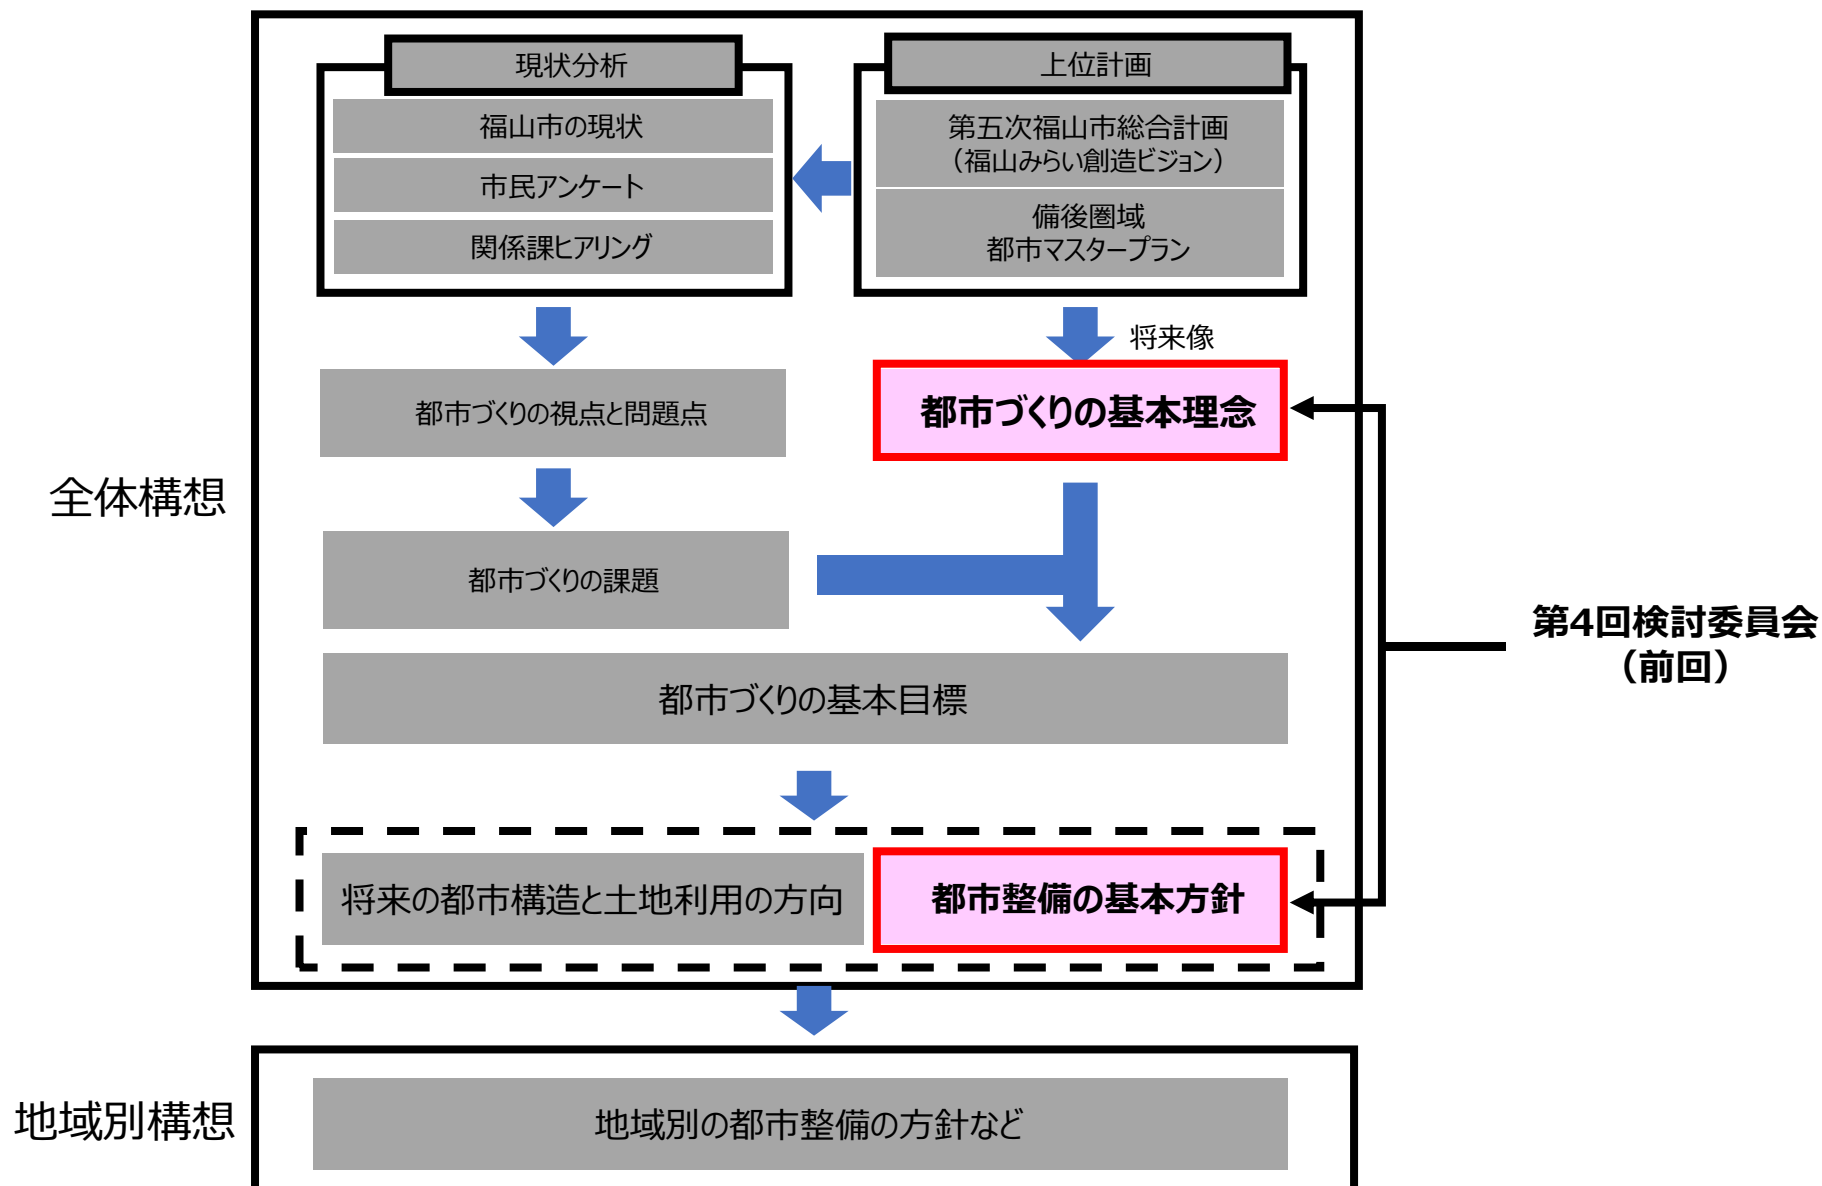 現状分析
福山市の現状
市民アンケート
関係課ヒアリング
上位計画
第五次福山市総合計画
（福山みらい創造ビジョン）
備後圏域
都市マスタープラン
将来像
都市づくりの視点と問題点
都市づくりの基本理念
全体構想
都市づくりの課題
第4回検討委員会
（前回）
都市づくりの基本目標
将来の都市構造と土地利用の方向
都市整備の基本方針
地域別構想
地域別の都市整備の方針など